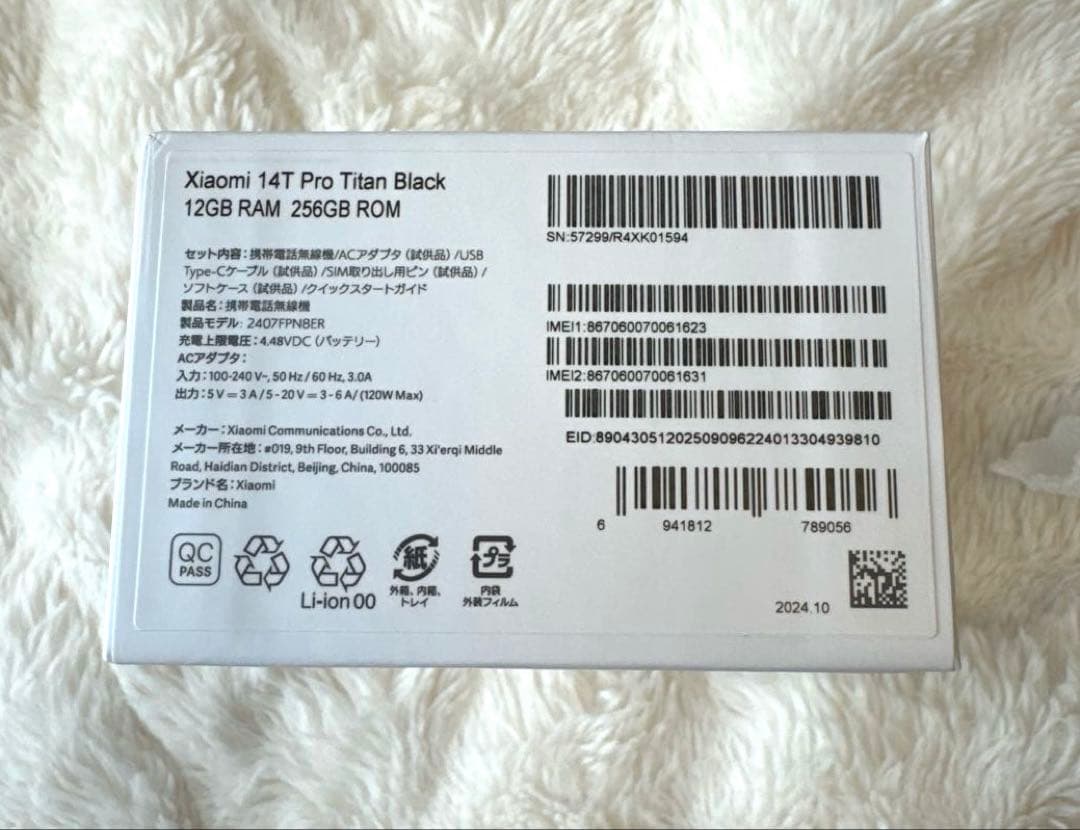 Xiaomi 14T Pro Titan Black
12GB RAM 256GB ROM
セット内容：携帯電話無線機/ACアダプタ（試供品）/USB
Type-Cケーブル（試供品）/SIM取り出し用ピン（試供品）/
ソフトケース（試供品）/クイックスタートガイド
製品名：携帯電話無線機
製品モデル：2407FPN8ER
充電上限電圧：4.48VDC（バッテリー）
ACアダプタ：
入力：100-240 V~, 50 Hz / 60 Hz, 3.0A
出力：5 V ⎓ 3 A / 5 - 20 V ⎓ 3 - 6 A/ (120W Max)
メーカー：Xiaomi Communications Co., Ltd.
メーカー所在地：#019, 9th Floor, Building 6, 33 Xi'erqi Middle
Road, Haidian District, Beijing, China, 100085
ブランド名：Xiaomi
Made in China
QC
PASS
Li-ion 00
紙
外箱、内箱、
トレイ
プラ
内袋
外装フィルム
SN:57299/R4XK01594
IMEI1:867060070061623
IMEI2:867060070061631
EID:89043051202509096224013304939810
6 941812 789056
2024.10